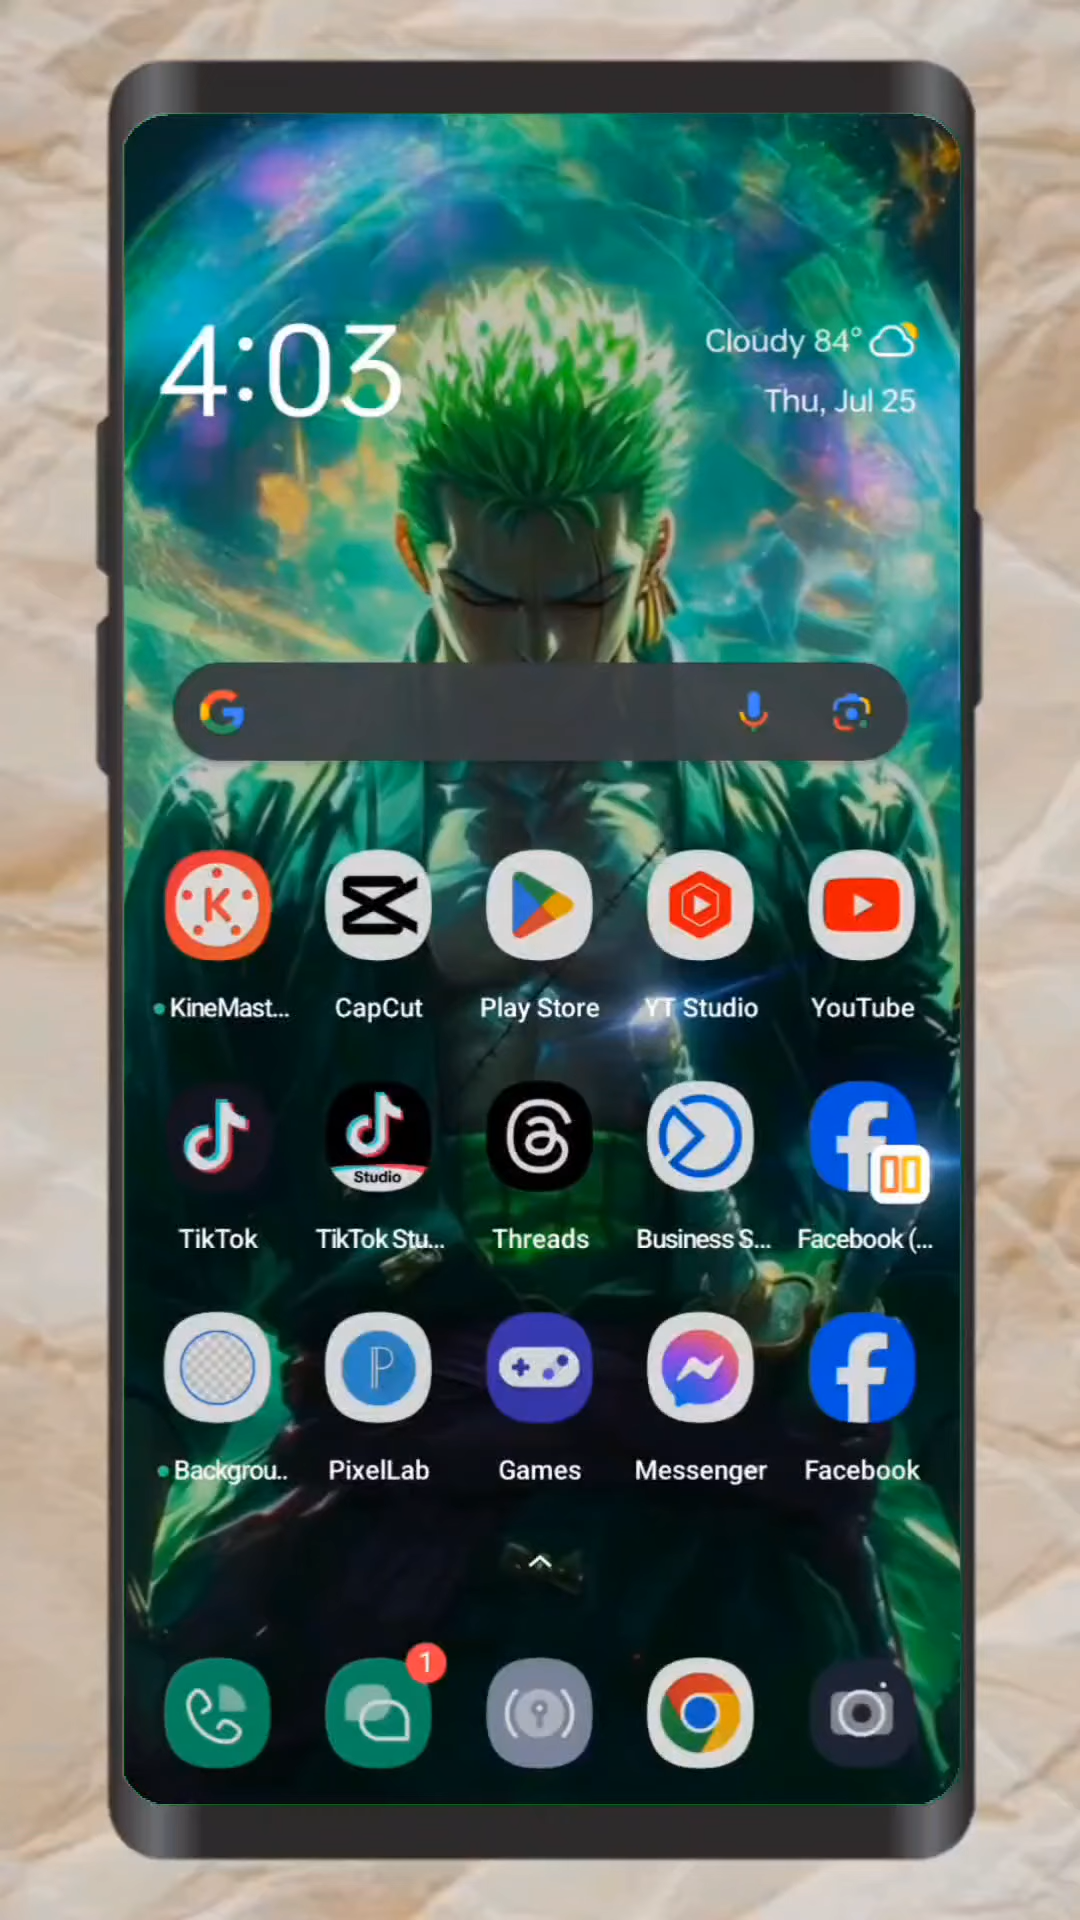 4:03
Cloudy 84°
Thu, Jul 25
KineMast...
CapCut
Play Store
YT Studio
YouTube
Studio
TikTok
TikTok Stu...
Threads
Business S...
Facebook (...
Backgrou..
PixelLab
Games
Messenger
Facebook
1